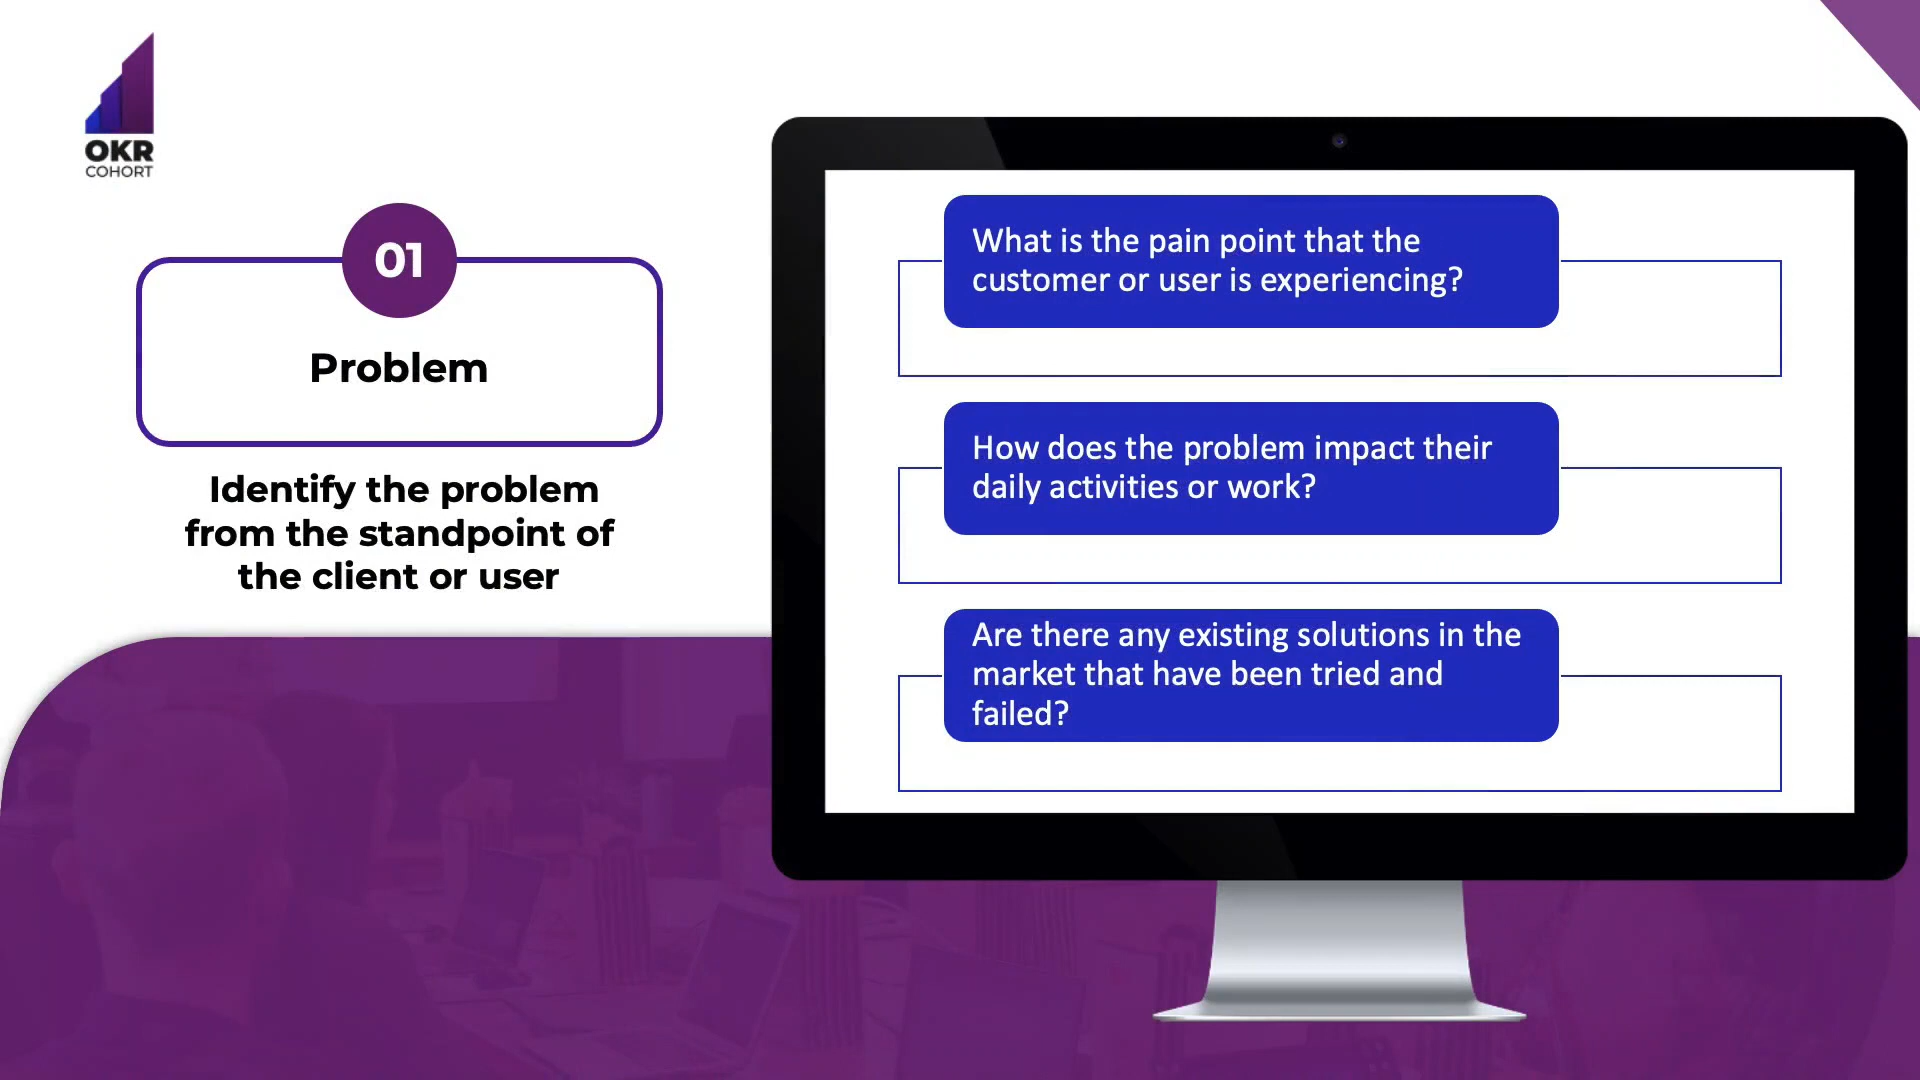 OKR
COHORT
01
Problem
Identify the problem
from the standpoint of
the client or user
What is the pain point that the
customer or user is experiencing?
How does the problem impact their
daily activities or work?
Are there any existing solutions in the
market that have been tried and
failed?